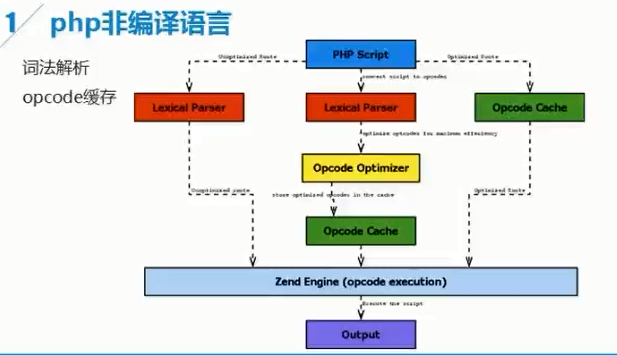 1 php非编译语言
词法解析
opcode缓存
PHP Script
Unoptimized Route
Optimized Route
convert script to opcodes
Lexical Parser
Lexical Parser
Opcode Cache
optimize optcodes for maximum effeciency
Opcode Optimizer
Unoptimized route
store optimized opcodes in the cache
Optimized Route
Opcode Cache
Zend Engine (opcode execution)
Execute the script
Output